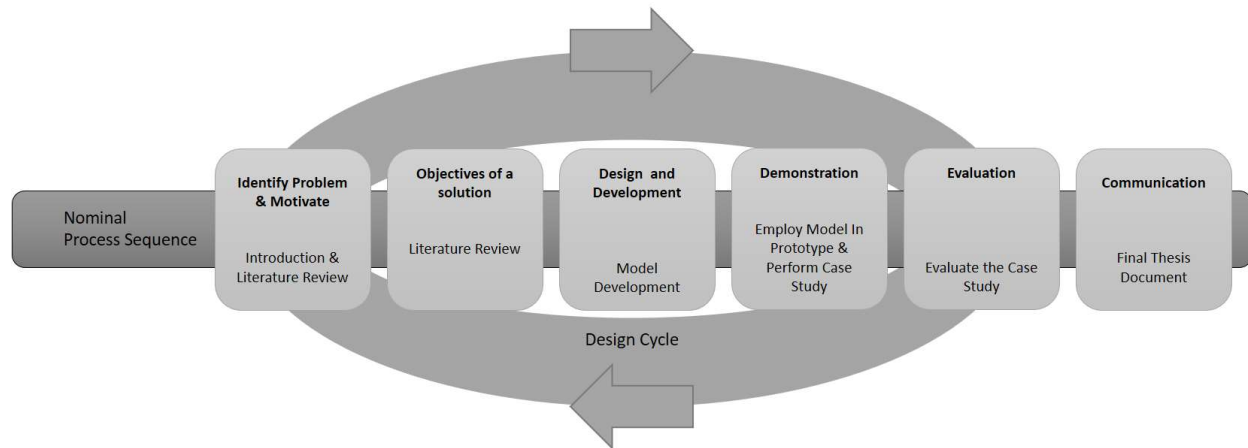 Nominal
Process Sequence
Identify Problem
& Motivate
Introduction &
Literature Review
Objectives of a
solution
Literature Review
Design and
Development
Model
Development
Demonstration
Employ Model In
Prototype &
Perform Case
Study
Evaluation
Evaluate the Case
Study
Communication
Final Thesis
Document
Design Cycle